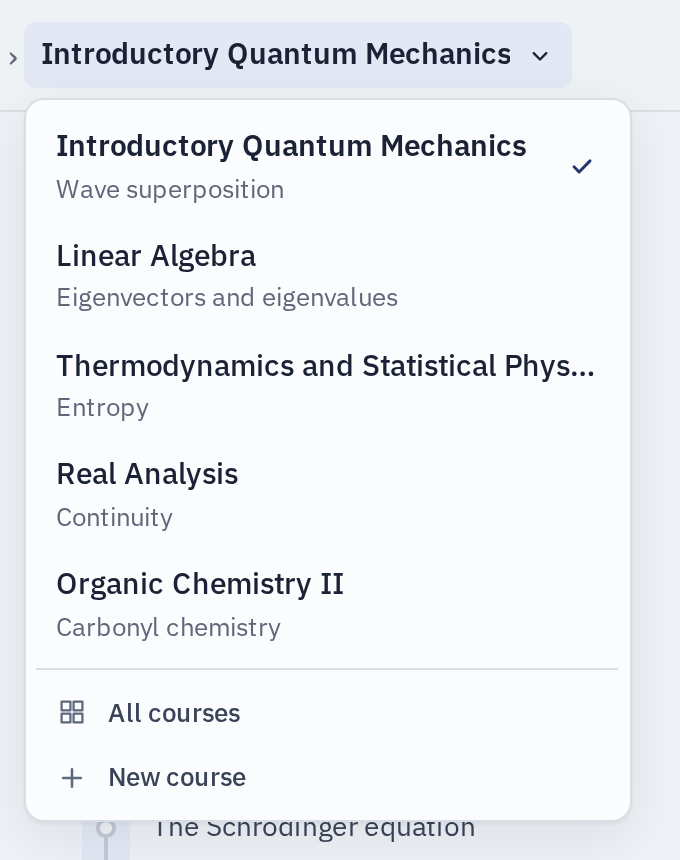 Introductory Quantum Mechanics
Introductory Quantum Mechanics
Wave superposition
Linear Algebra
Eigenvectors and eigenvalues
Thermodynamics and Statistical Phys...
Entropy
Real Analysis
Continuity
Organic Chemistry II
Carbonyl chemistry
All courses
New course
The Schrödinger equation